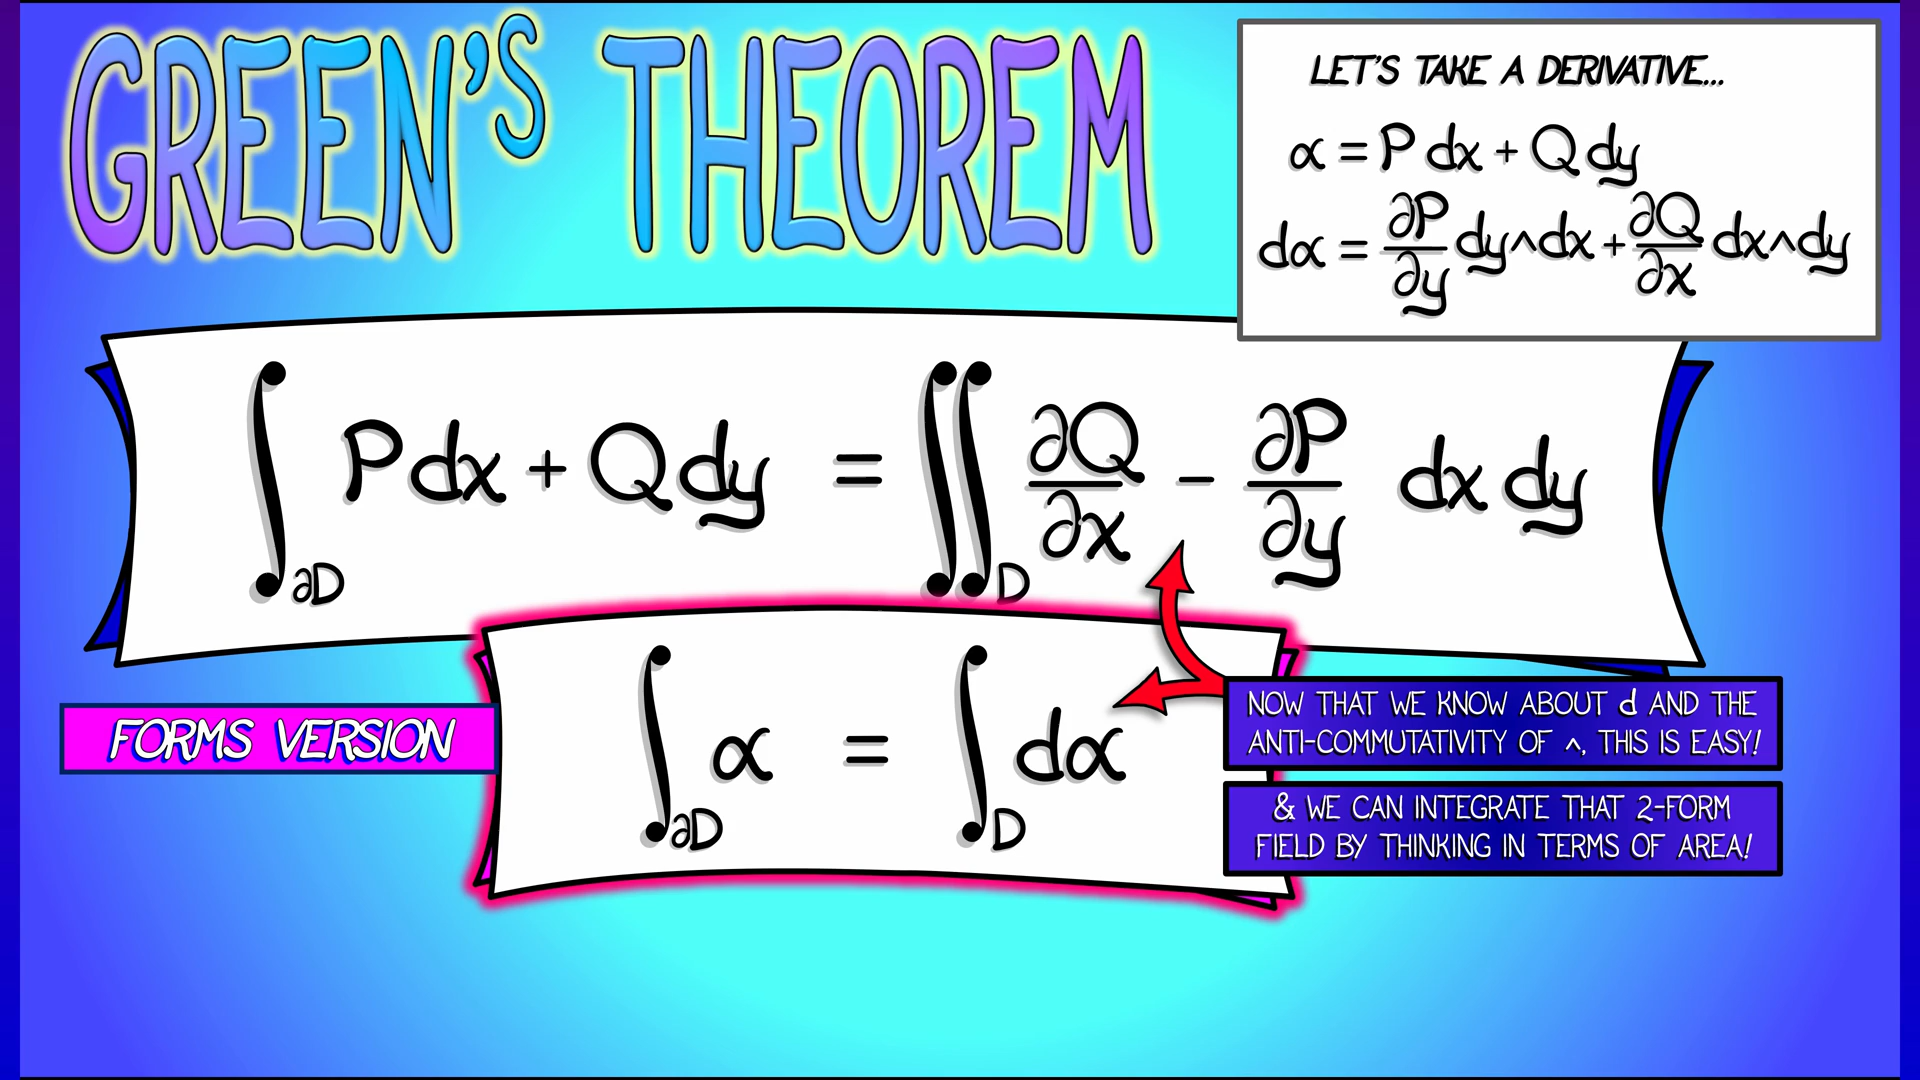 GREEN'S THEOREM
LET'S TAKE A DERIVATIVE...
α = P dx + Q dy
dα = ∂P/∂y dy∧dx + ∂Q/∂x dx∧dy
∫_∂D P dx + Q dy = ∬_D ∂Q/∂x − ∂P/∂y dx dy
FORMS VERSION
∫_∂D α = ∫_D dα
NOW THAT WE KNOW ABOUT d AND THE
ANTI-COMMUTATIVITY OF ∧, THIS IS EASY!
& WE CAN INTEGRATE THAT 2-FORM
FIELD BY THINKING IN TERMS OF AREA!